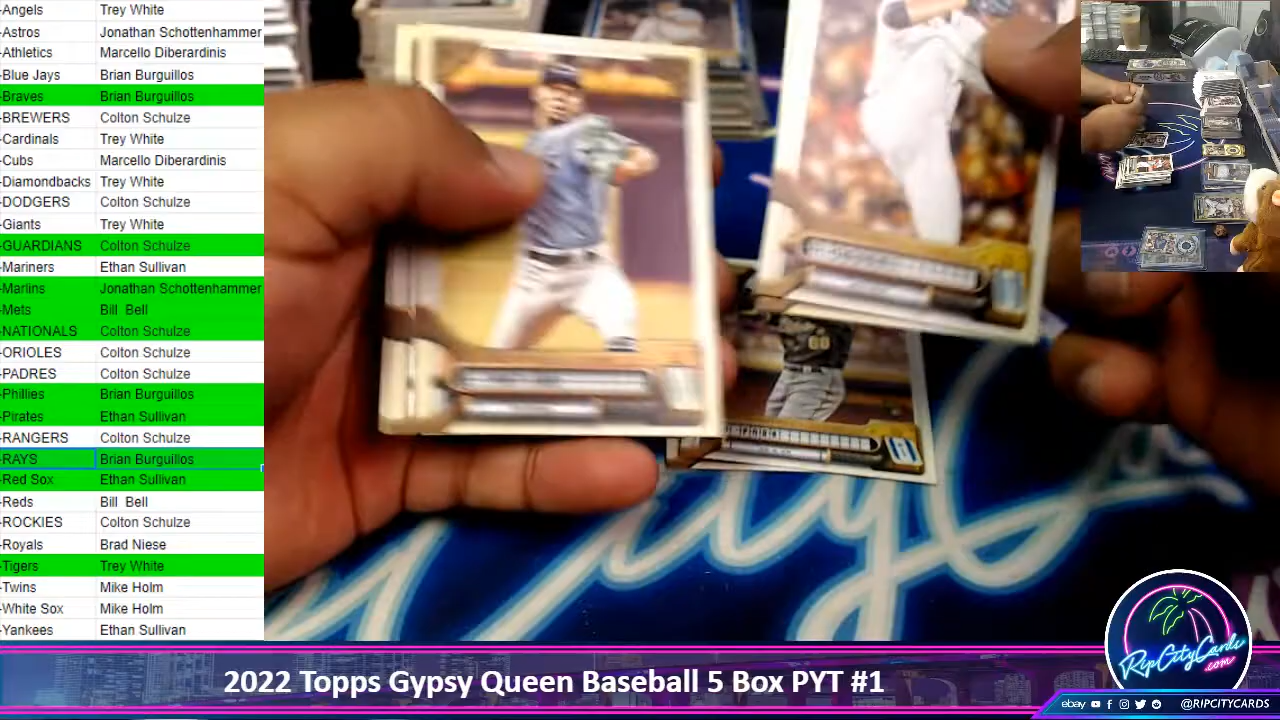 -Angels Trey White
-Astros Jonathan Schottenhammer
-Athletics Marcello Diberardinis
-Blue Jays Brian Burguillos
-Braves Brian Burguillos
-BREWERS Colton Schulze
-Cardinals Trey White
-Cubs Marcello Diberardinis
-Diamondbacks Trey White
-DODGERS Colton Schulze
-Giants Trey White
-GUARDIANS Colton Schulze
-Mariners Ethan Sullivan
-Marlins Jonathan Schottenhammer
-Mets Bill Bell
-NATIONALS Colton Schulze
-ORIOLES Colton Schulze
-PADRES Colton Schulze
-Phillies Brian Burguillos
-Pirates Ethan Sullivan
-RANGERS Colton Schulze
-RAYS Brian Burguillos
-Red Sox Ethan Sullivan
-Reds Bill Bell
-ROCKIES Colton Schulze
-Royals Brad Niese
-Tigers Trey White
-Twins Mike Holm
-White Sox Mike Holm
-Yankees Ethan Sullivan
RipCityCards
.com
2022 Topps Gypsy Queen Baseball 5 Box PYT #1
ebay @RIPCITYCARDS